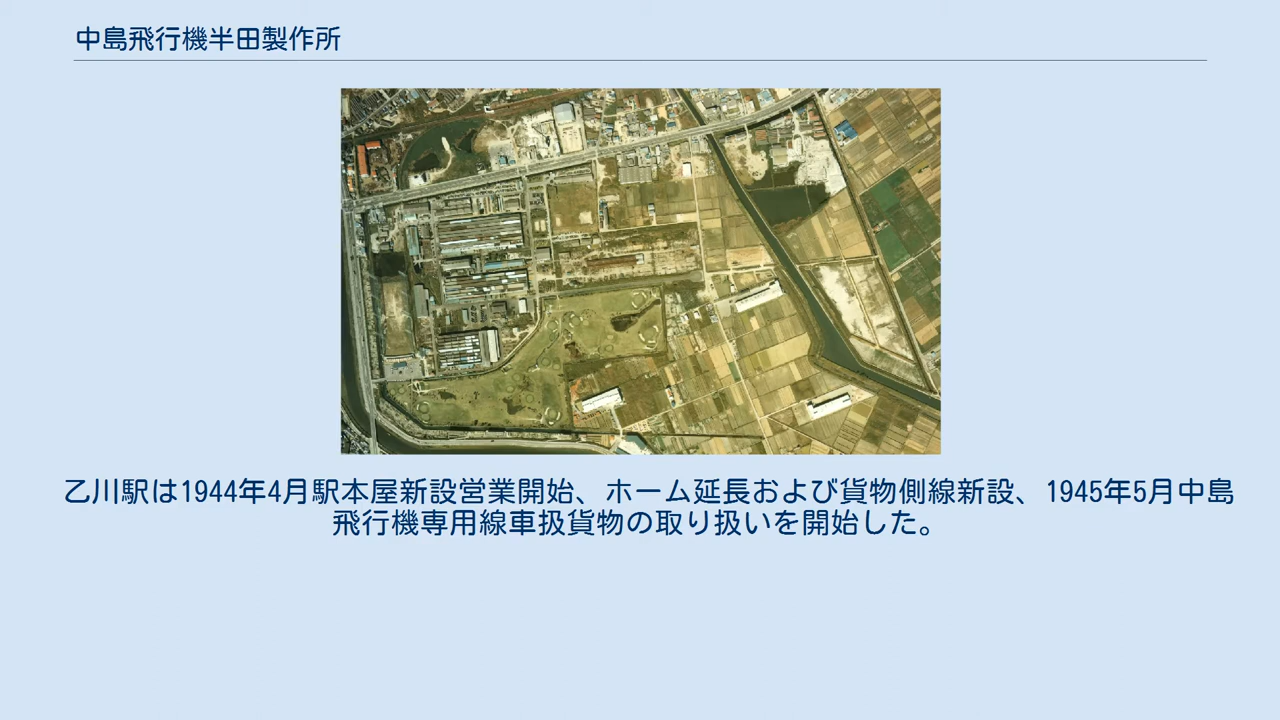 中島飛行機半田製作所
乙川駅は1944年4月駅本屋新設営業開始、ホーム延長および貨物側線新設、1945年5月中島
飛行機専用線車扱貨物の取り扱いを開始した。